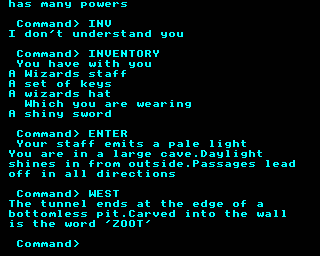 has many powers
Command> INV
I don't understand you
Command> INVENTORY
You have with you
A Wizards staff
A set of keys
A wizards hat
Which you are wearing
A shiny sword
Command> ENTER
Your staff emits a pale light
You are in a large cave.Daylight
shines in from outside.Passages lead
off in all directions
Command> WEST
The tunnel ends at the edge of a
bottomless pit.Carved into the wall
is the word 'ZOOT'
Command>